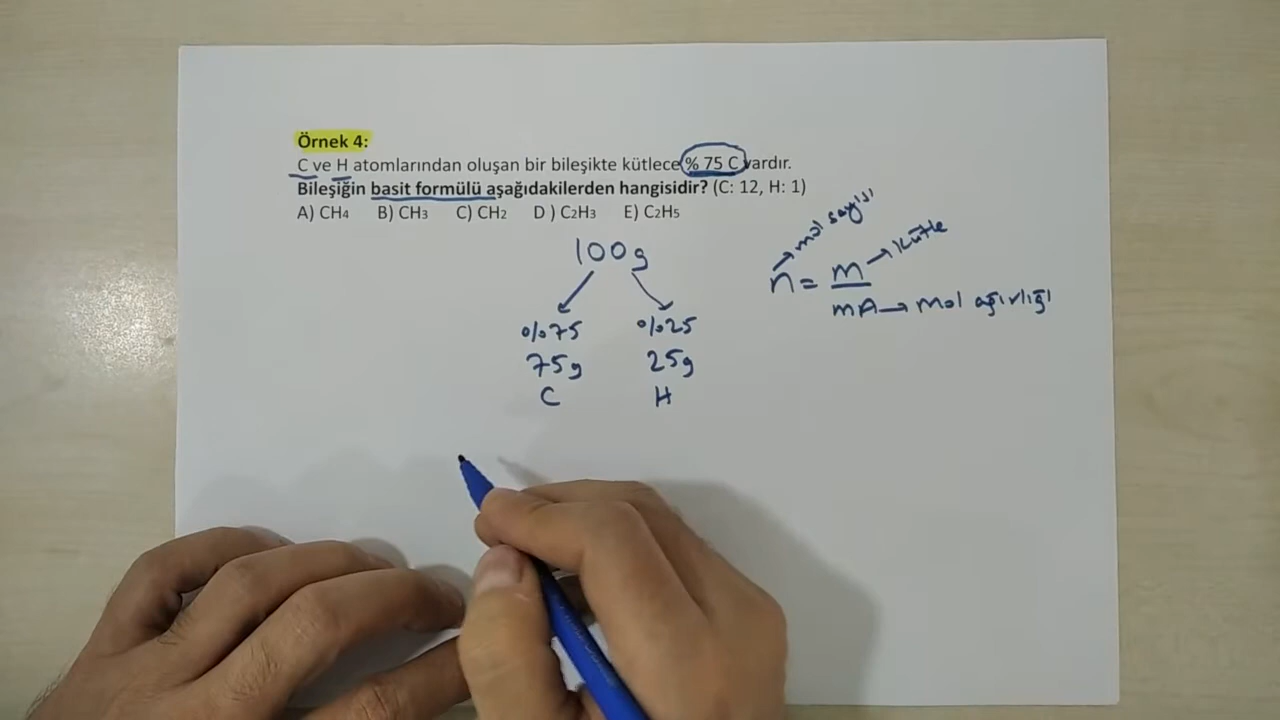 Örnek 4:
C ve H atomlarından oluşan bir bileşikte kütlece % 75 C vardır.
Bileşiğin basit formülü aşağıdakilerden hangisidir? (C: 12, H: 1)
A) CH4 B) CH3 C) CH2 D ) C2H3 E) C2H5
100g
%75 %25
75g 25g
C H
n → mol sayısı
n = m → kütle
mA → mol ağırlığı